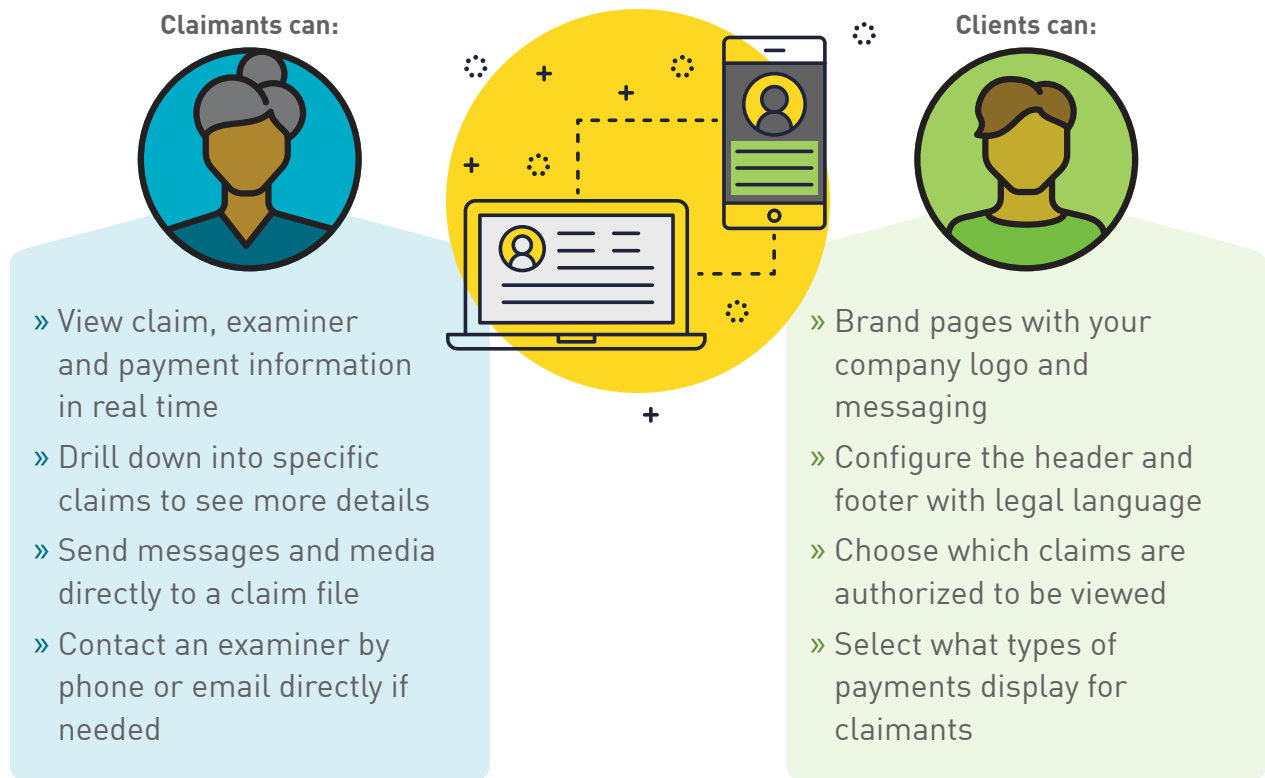 Claimants can:
» View claim, examiner
and payment information
in real time
» Drill down into specific
claims to see more details
» Send messages and media
directly to a claim file
» Contact an examiner by
phone or email directly if
needed
Clients can:
» Brand pages with your
company logo and
messaging
» Configure the header and
footer with legal language
» Choose which claims are
authorized to be viewed
» Select what types of
payments display for
claimants